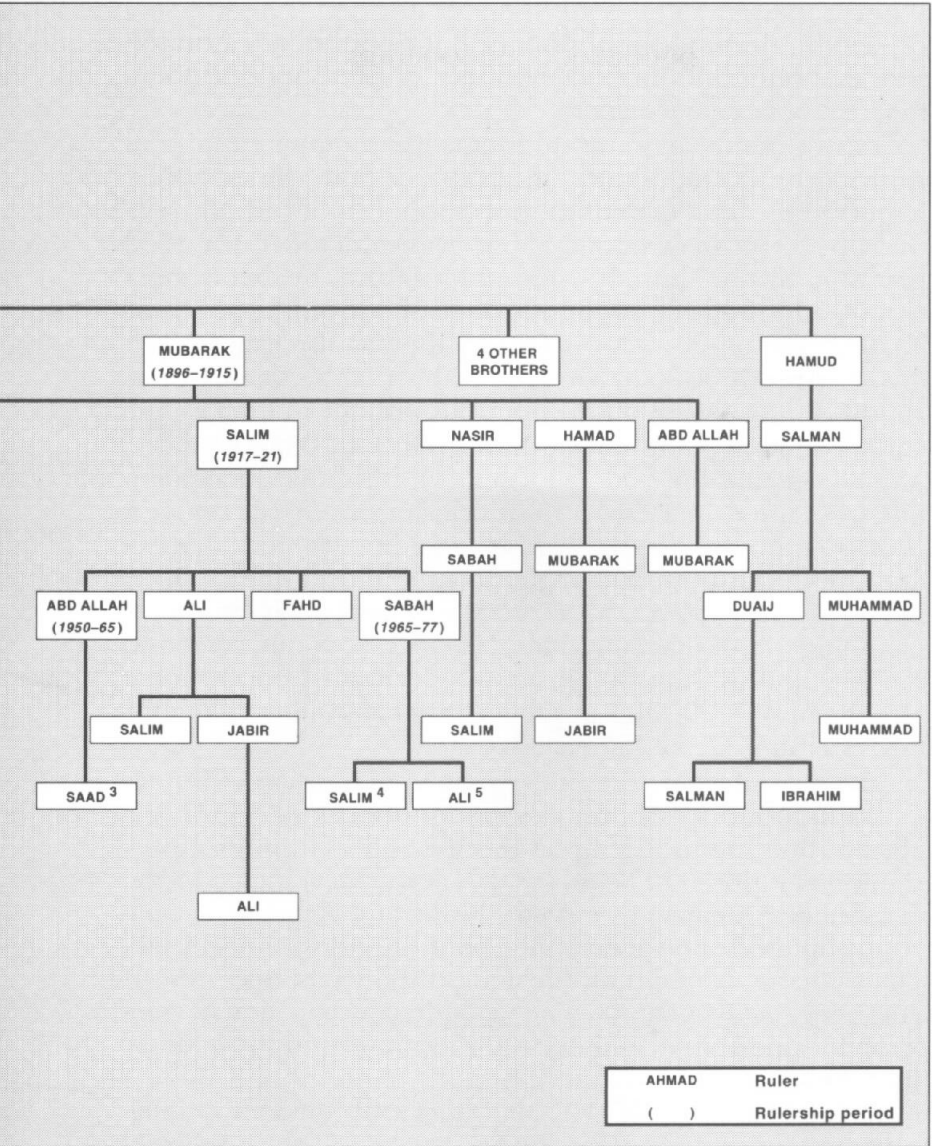 MUBARAK
(1896–1915)
4 OTHER
BROTHERS
HAMUD
SALIM
(1917–21)
NASIR
HAMAD
ABD ALLAH
SALMAN
SABAH
MUBARAK
MUBARAK
ABD ALLAH
(1950–65)
ALI
FAHD
SABAH
(1965–77)
DUAIJ
MUHAMMAD
SALIM
JABIR
SALIM
JABIR
MUHAMMAD
SAAD 3
SALIM 4
ALI 5
SALMAN
IBRAHIM
ALI
AHMAD Ruler
( ) Rulership period